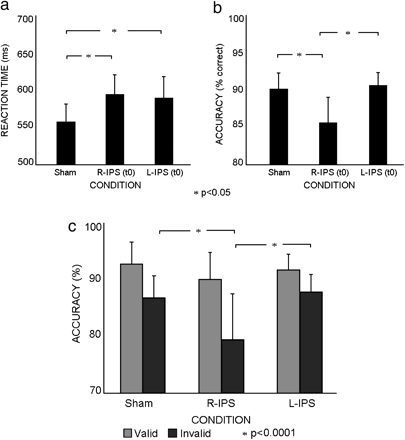 a
REACTION TIME (ms)
700
650
600
550
500
*
*
Sham R-IPS (t0) L-IPS (t0)
CONDITION
b
ACCURACY (% correct)
100
95
90
85
80
*
*
Sham R-IPS (t0) L-IPS (t0)
CONDITION
* p<0.05
c
ACCURACY (%)
100
90
80
70
*
*
Sham R-IPS L-IPS
CONDITION
Valid Invalid * p<0.0001